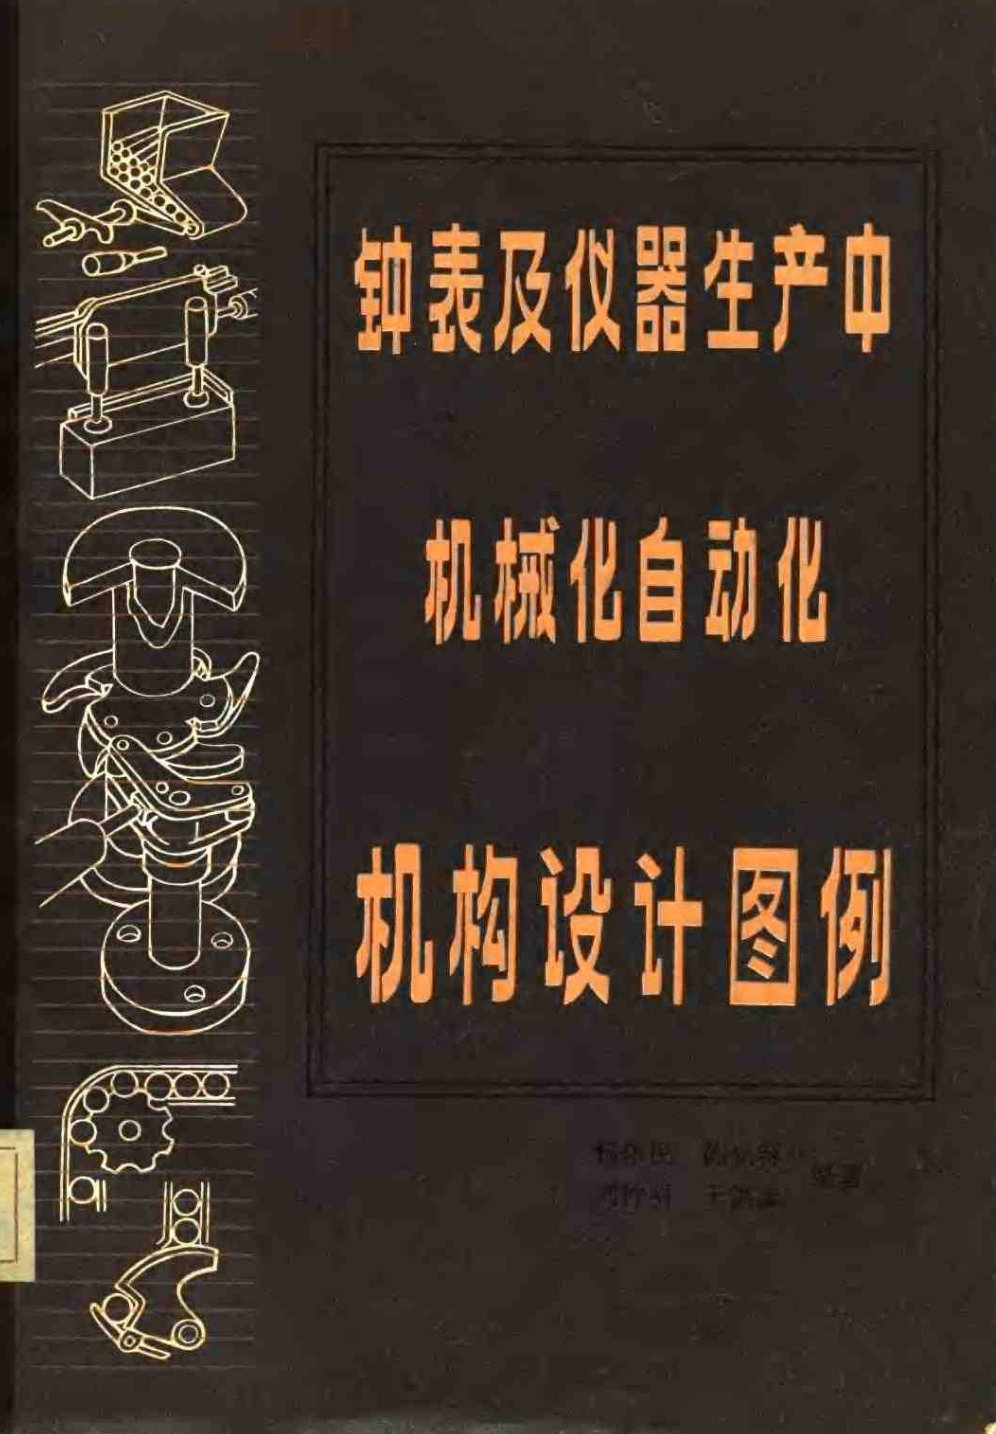 钟表及仪器生产中
机械化自动化
机构设计图例
编著